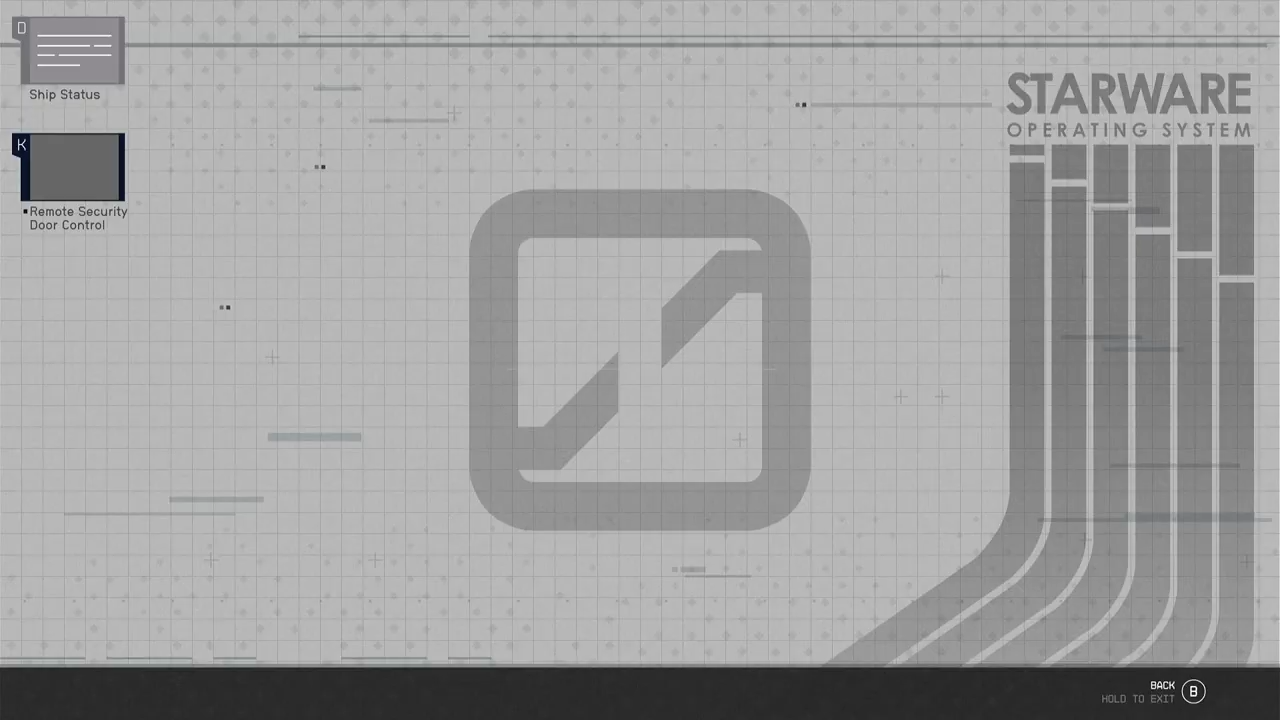 D
Ship Status
K
Remote Security
Door Control
STARWARE
OPERATING SYSTEM
BACK
HOLD TO EXIT
B